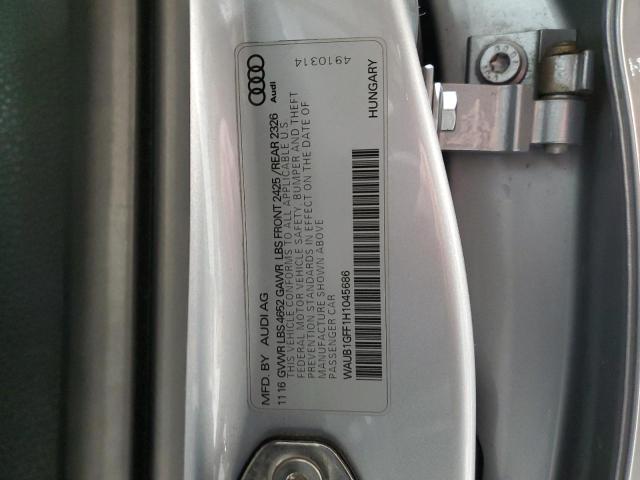 MFD. BY AUDI AG
11 16 GVWR LBS 4652 GAWR LBS FRONT 2425 /REAR 2326
THIS VEHICLE CONFORMS TO ALL APPLICABLE U.S.
FEDERAL MOTOR VEHICLE SAFETY, BUMPER AND THEFT
PREVENTION STANDARDS IN EFFECT ON THE DATE OF
MANUFACTURE SHOWN ABOVE
PASSENGER CAR
WAUB1GFF1H1045686
HUNGARY
Audi
4910314